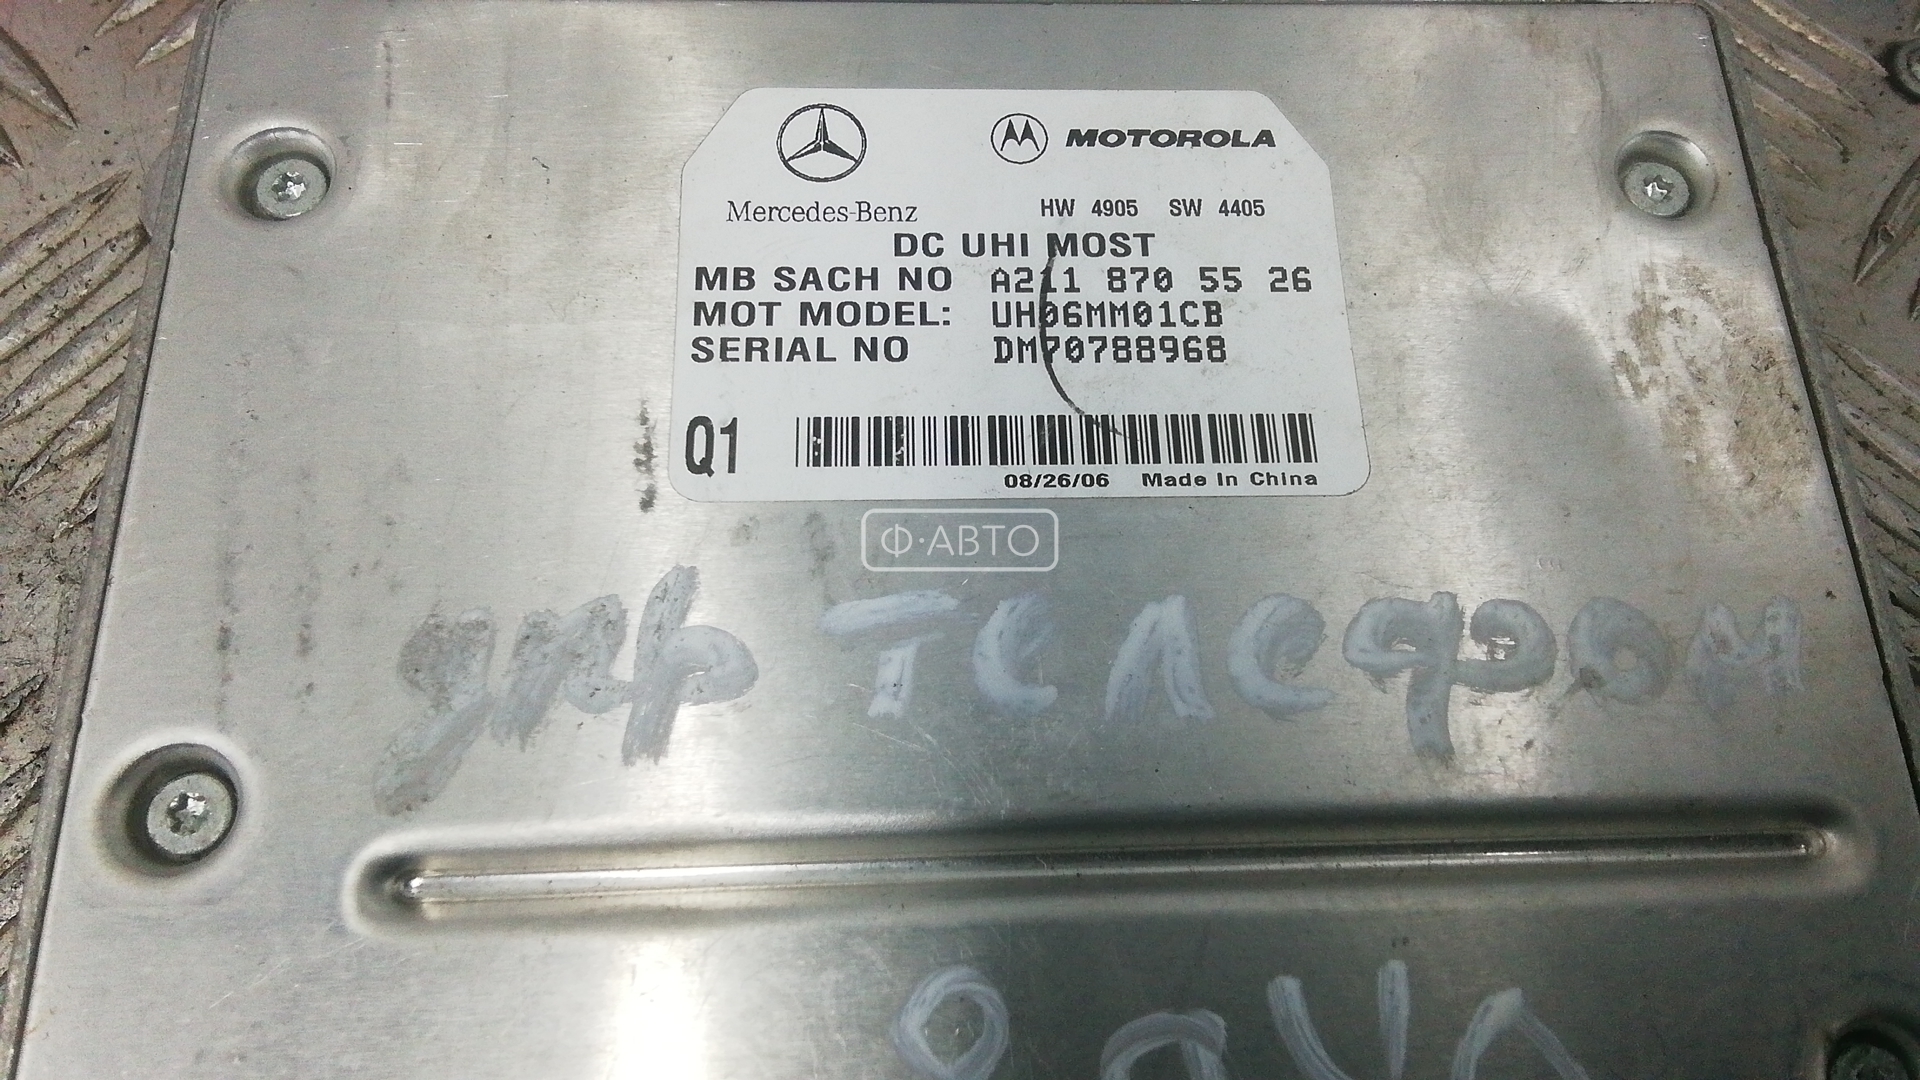 Mercedes-Benz
MOTOROLA
HW 4905 SW 4405
DC UHI MOST
MB SACH NO A211 870 55 26
MOT MODEL: UH06MM01CB
SERIAL NO DM70788968
Q1
08/26/06 Made In China
Ф·АВТО
упр телефон